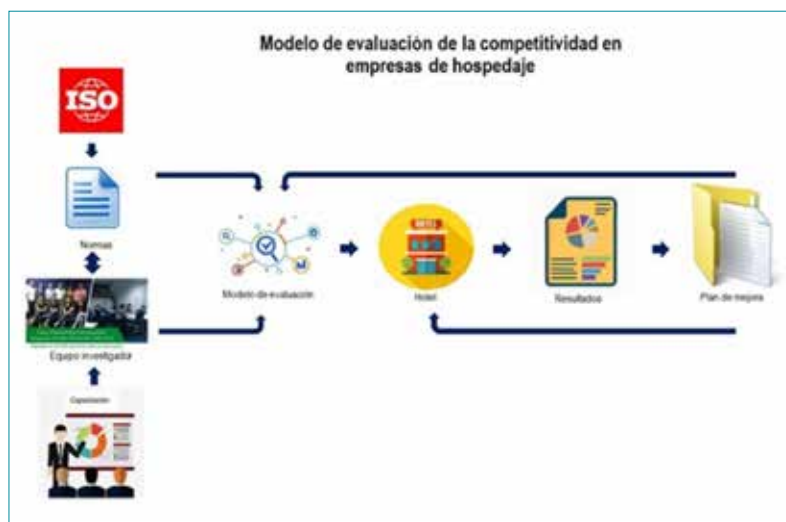 Modelo de evaluación de la competitividad en
empresas de hospedaje
ISO
Normas
Modelo de evaluación
HOTEL
Hotel
Resultados
Plan de mejora
Equipo investigador
Capacitación